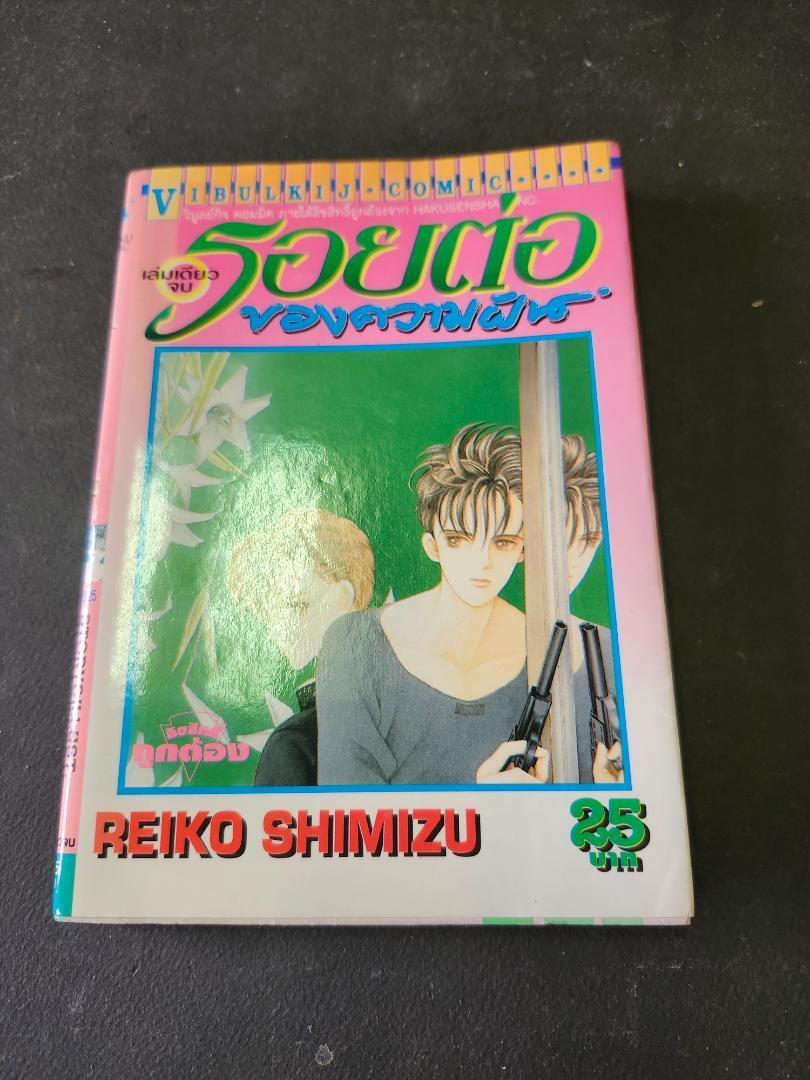 VIBULKIJ-COMIC....
วิบูลย์กิจ คอมมิค ภายใต้ลิขสิทธิ์ถูกต้องจาก HAKUSENSHA INC.
เล่มเดียว
จบ
รอยต่อ
ของความฝัน
ลิขสิทธิ์
ถูกต้อง
REIKO SHIMIZU
25
บาท